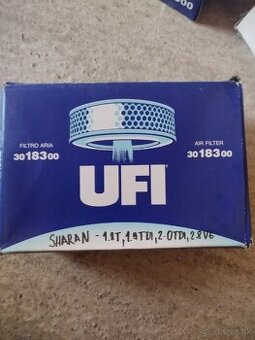 FILTRO ARIA
30 183 00
AIR FILTER
30 183 00
UFI
SHARAN - 1.8T, 1.9TDI, 2.0TDI, 2.8V6